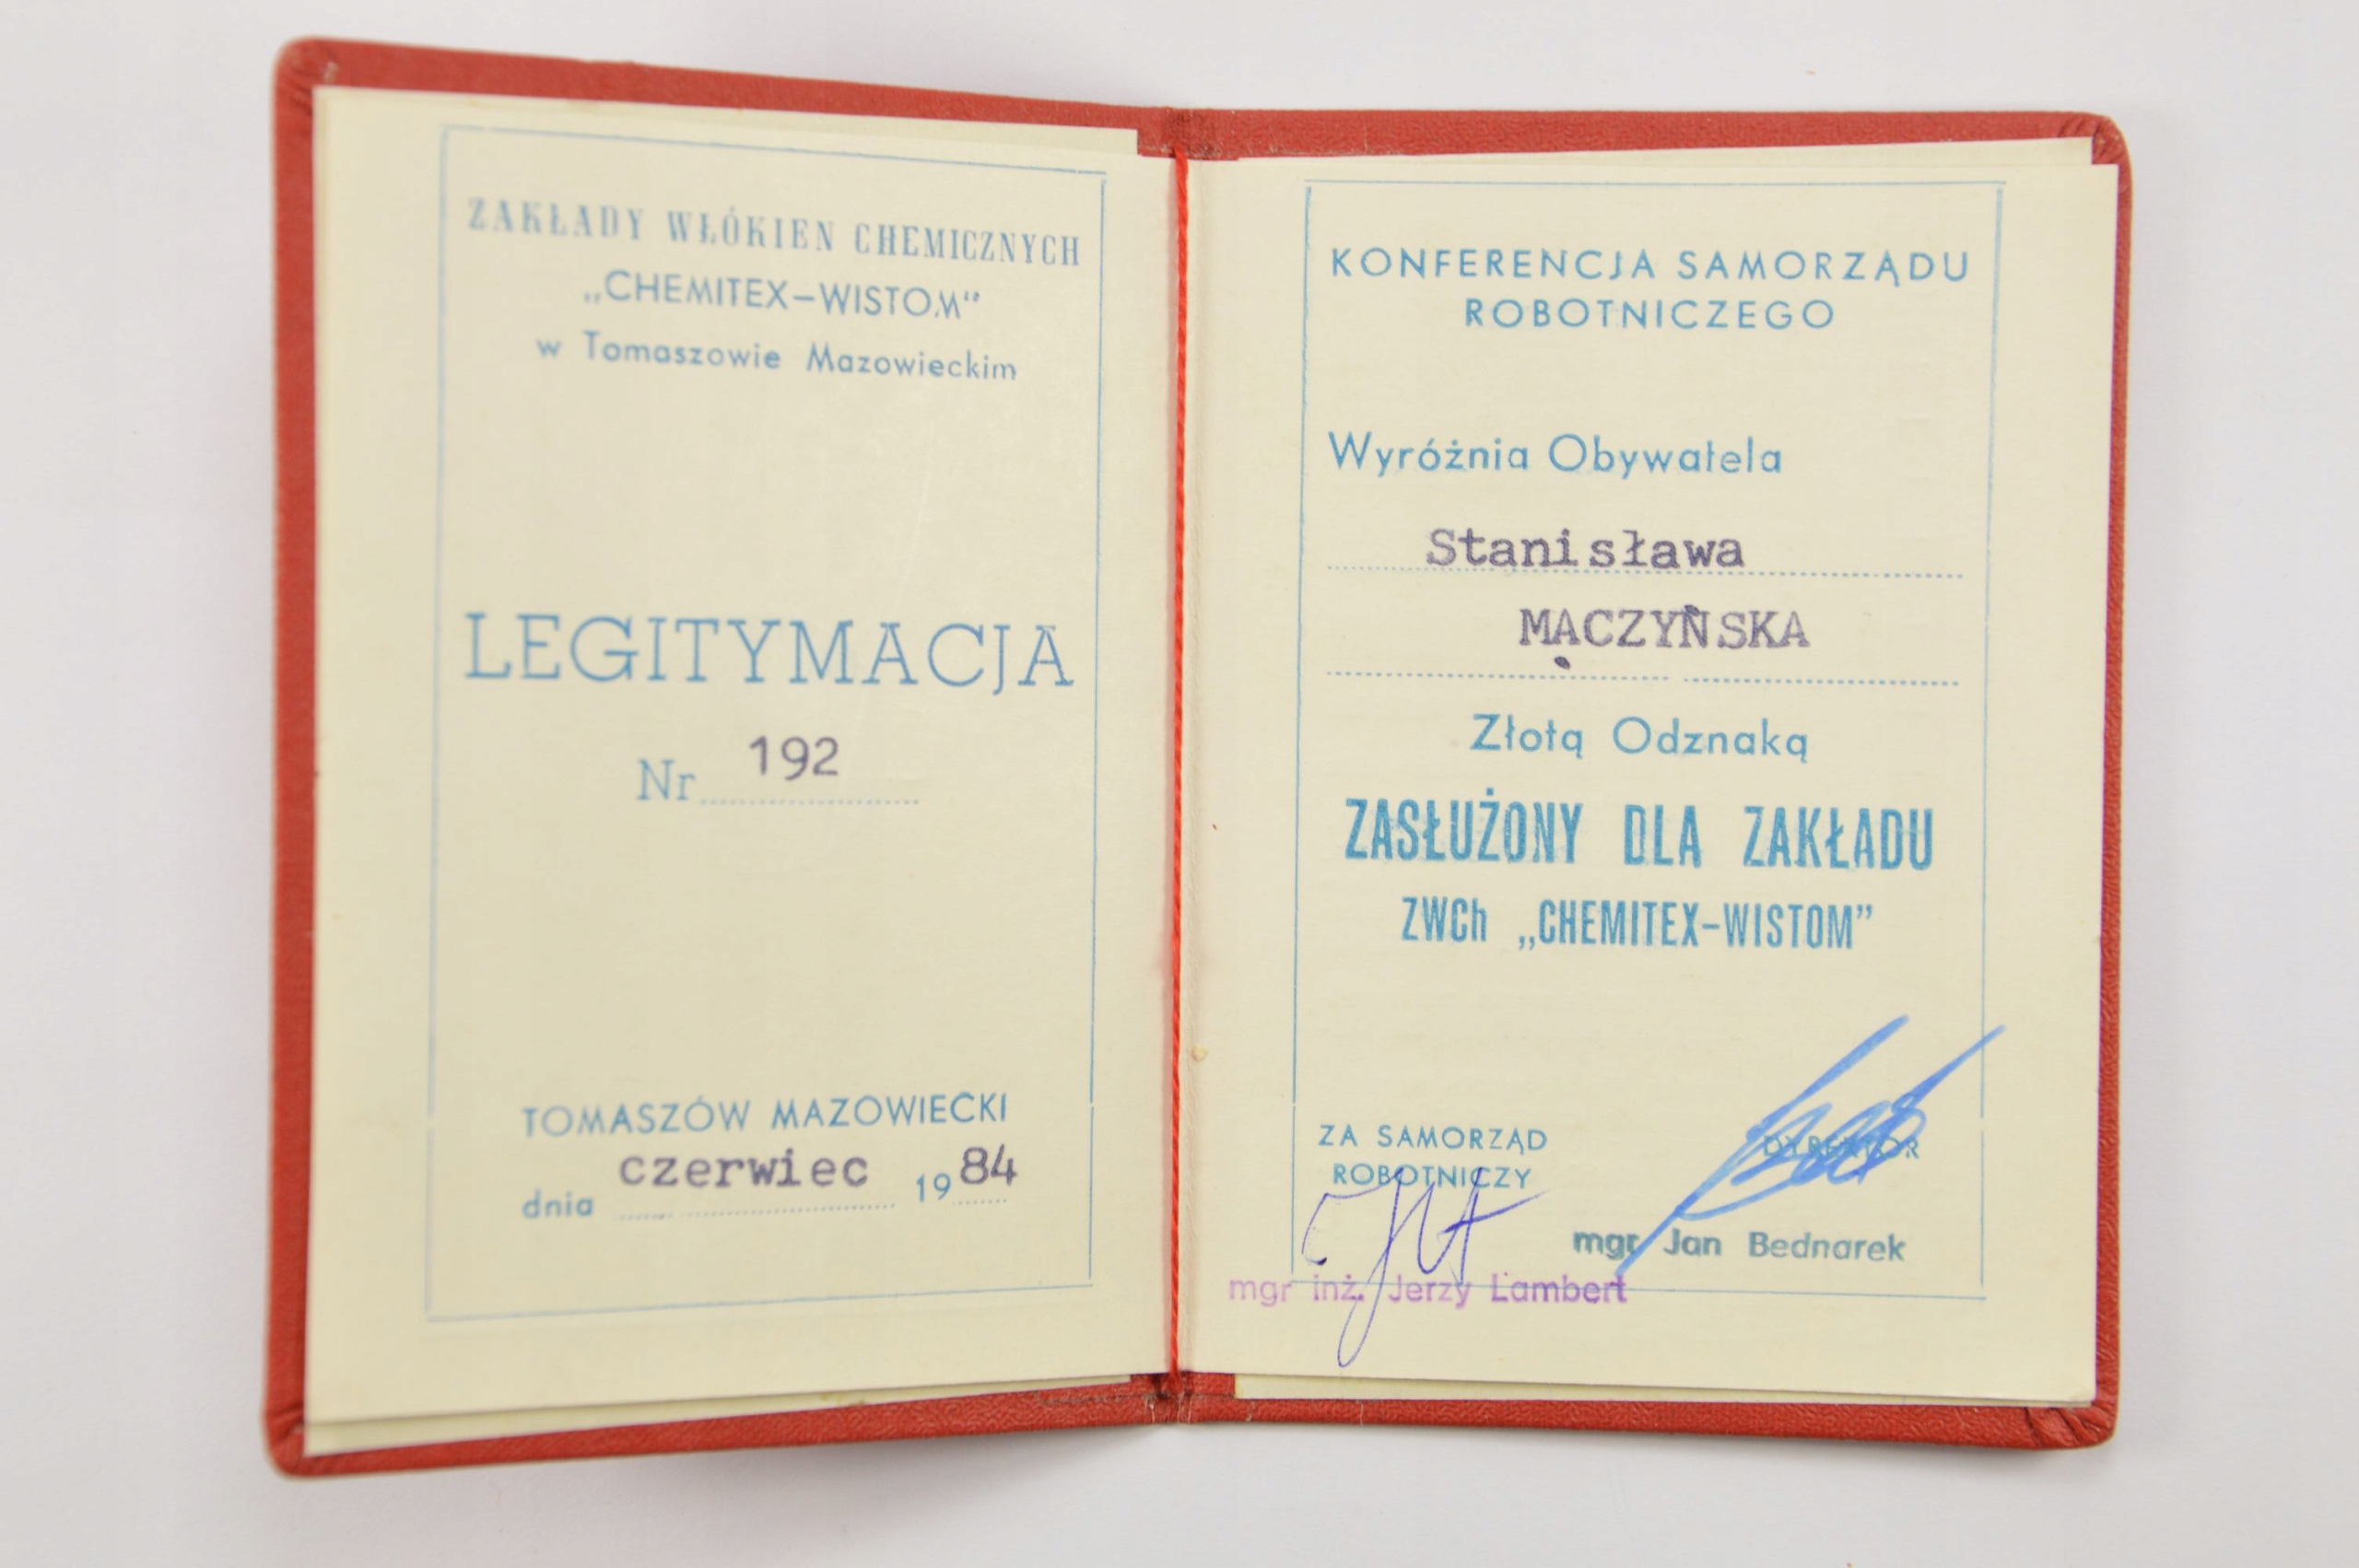 ZAKŁADY WŁÓKIEN CHEMICZNYCH
„CHEMITEX–WISTOM"
w Tomaszowie Mazowieckim
LEGITYMACJA
Nr 192
TOMASZÓW MAZOWIECKI
dnia czerwiec 1984
KONFERENCJA SAMORZĄDU
ROBOTNICZEGO
Wyróżnia Obywatela
Stanisława
MĄCZYŃSKA
Złotą Odznaką
ZASŁUŻONY DLA ZAKŁADU
ZWCh „CHEMITEX–WISTOM”
ZA SAMORZĄD
ROBOTNICZY
mgr inż. Jerzy Lambert
DYREKTOR
mgr Jan Bednarek